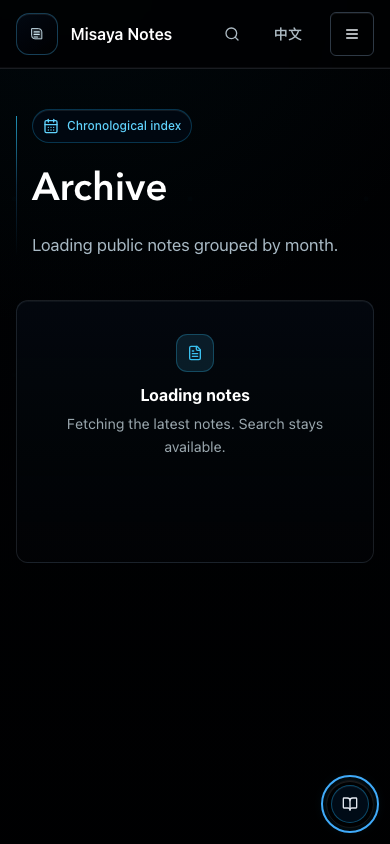 Misaya Notes
中文
Chronological index
Archive
Loading public notes grouped by month.
Loading notes
Fetching the latest notes. Search stays
available.